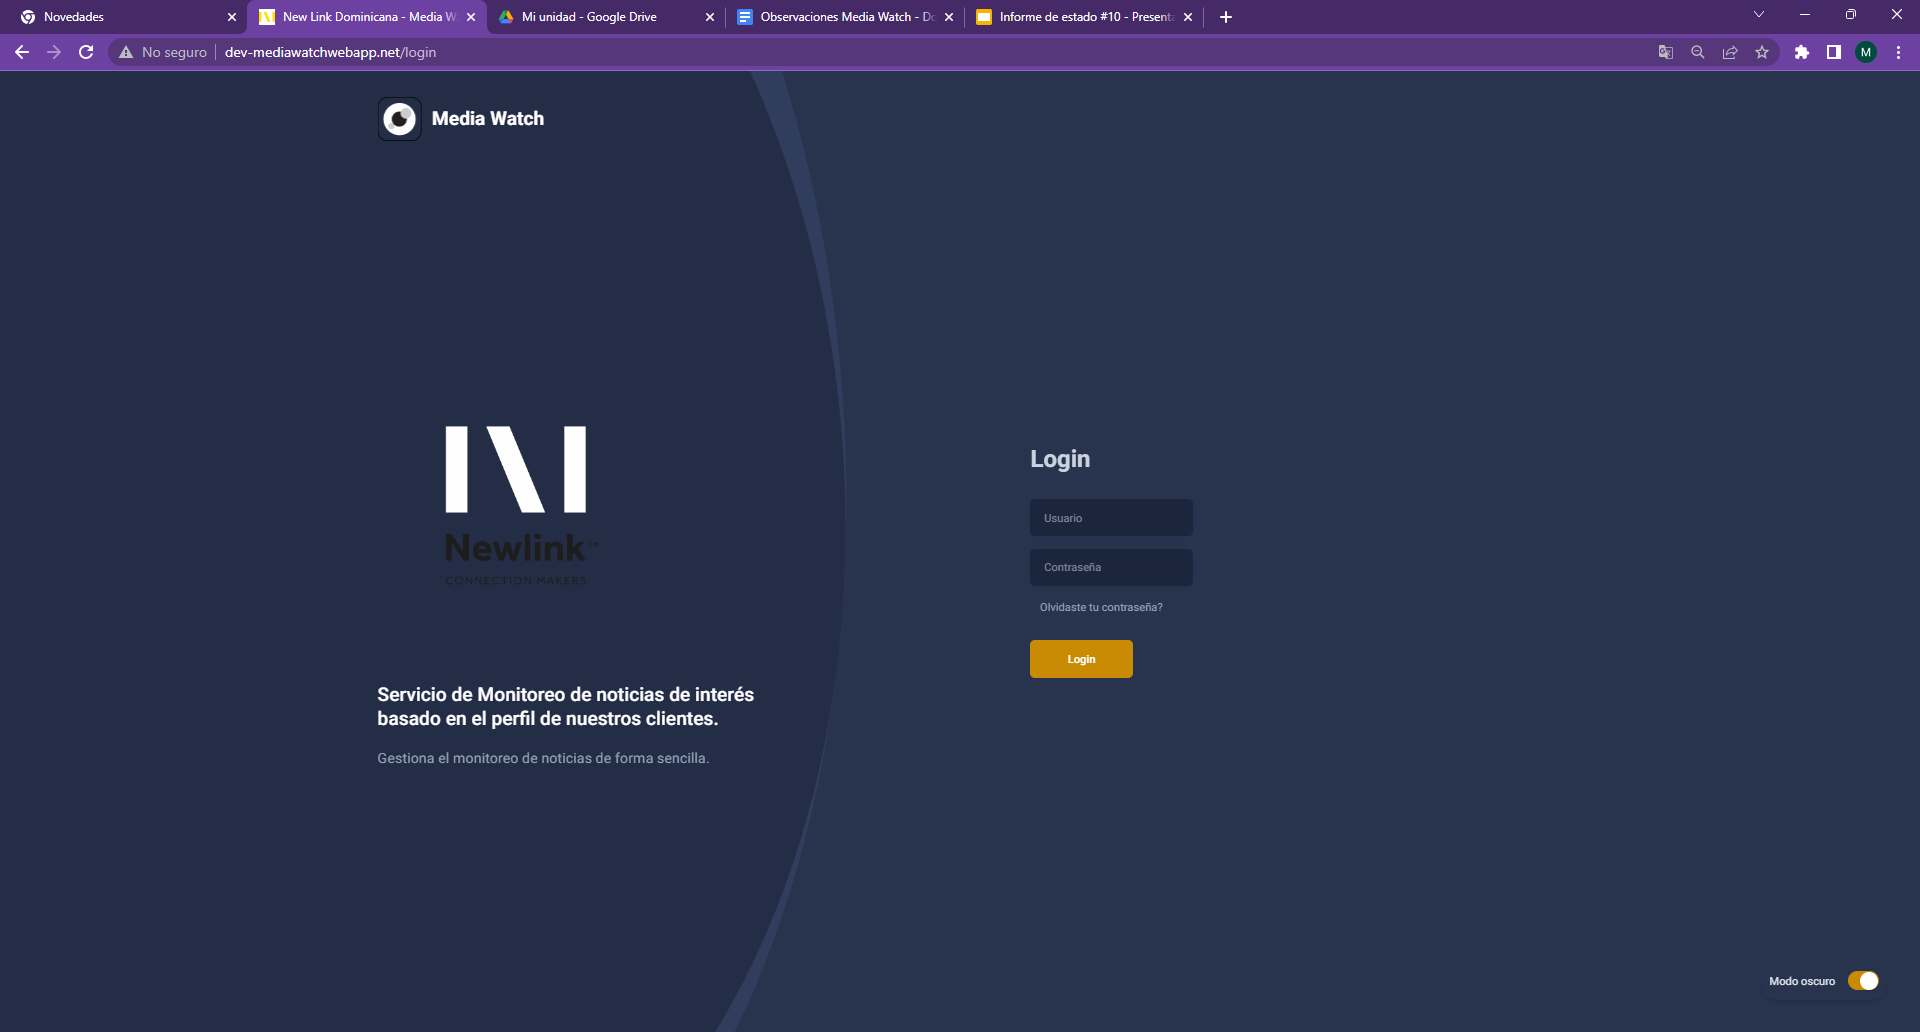 Novedades
New Link Dominicana - Media W
Mi unidad - Google Drive
Observaciones Media Watch - Do
Informe de estado #10 - Presenta
No seguro
dev-mediawatchwebapp.net/login
M
Media Watch
Newlink™
CONNECTION MAKERS
Servicio de Monitoreo de noticias de interés
basado en el perfil de nuestros clientes.
Gestiona el monitoreo de noticias de forma sencilla.
Login
Usuario
Contraseña
Olvidaste tu contraseña?
Login
Modo oscuro